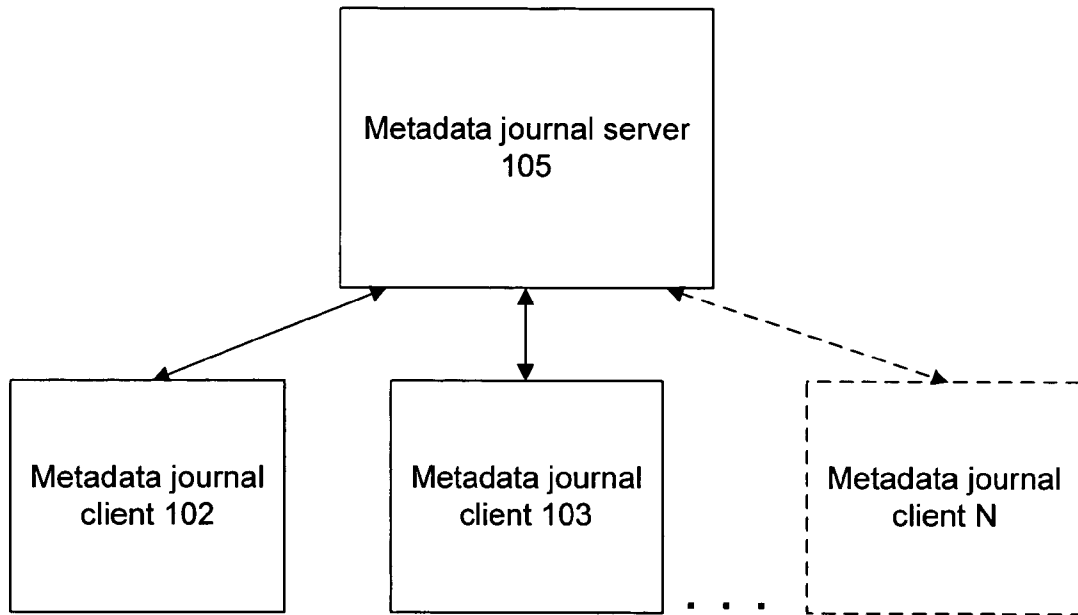 Metadata journal server
105
Metadata journal
client 102
Metadata journal
client 103
. . .
Metadata journal
client N